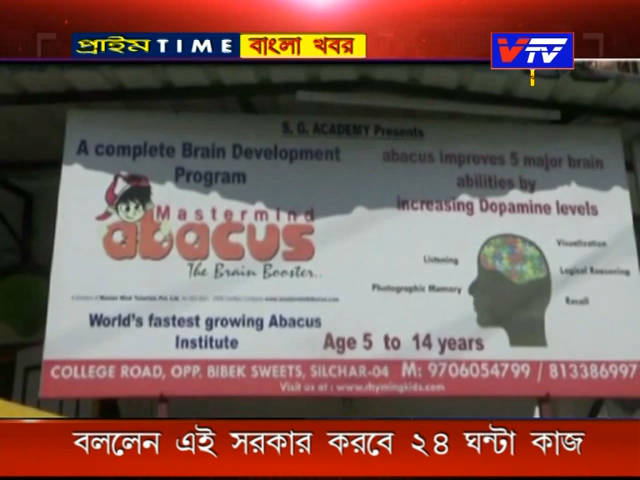 প্রাইম TIME বাংলা খবর
VTV
S. G. ACADEMY Presents
A complete Brain Development
Program
Mastermind
abacus
The Brain Booster..
World's fastest growing Abacus
Institute
abacus improves 5 major brain
abilities by
increasing Dopamine levels
Visualization
Listening
Logical Reasoning
Photographic Mamory
Recall
Age 5 to 14 years
COLLEGE ROAD, OPP. BIBEK SWEETS, SILCHAR-04 M: 9706054799 / 813386997
Visit us at : www.rhymingkids.com
বললেন এই সরকার করবে ২৪ ঘন্টা কাজ